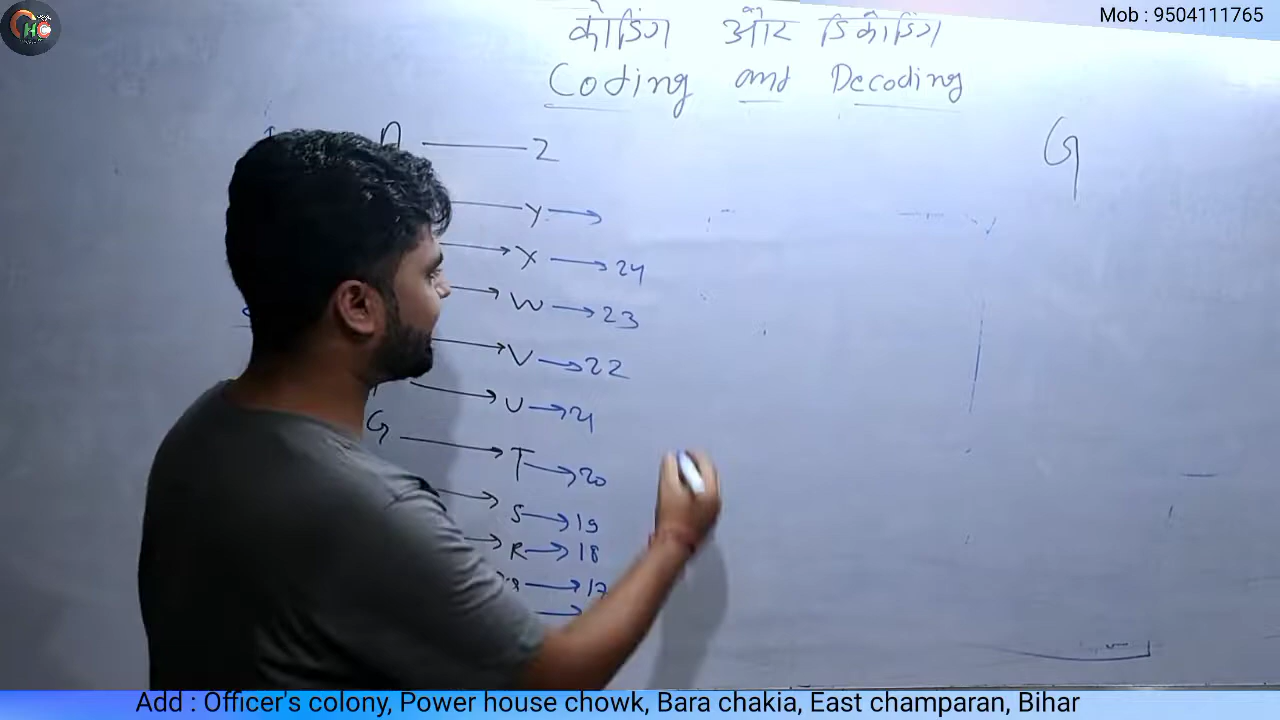 HC
Mob : 9504111765
कोडिंग और डिकोडिंग
Coding and Decoding
G
A Z
Y
X 24
W 23
V 22
U 21
G T 20
S 19
R 18
17
Add : Officer's colony, Power house chowk, Bara chakia, East champaran, Bihar